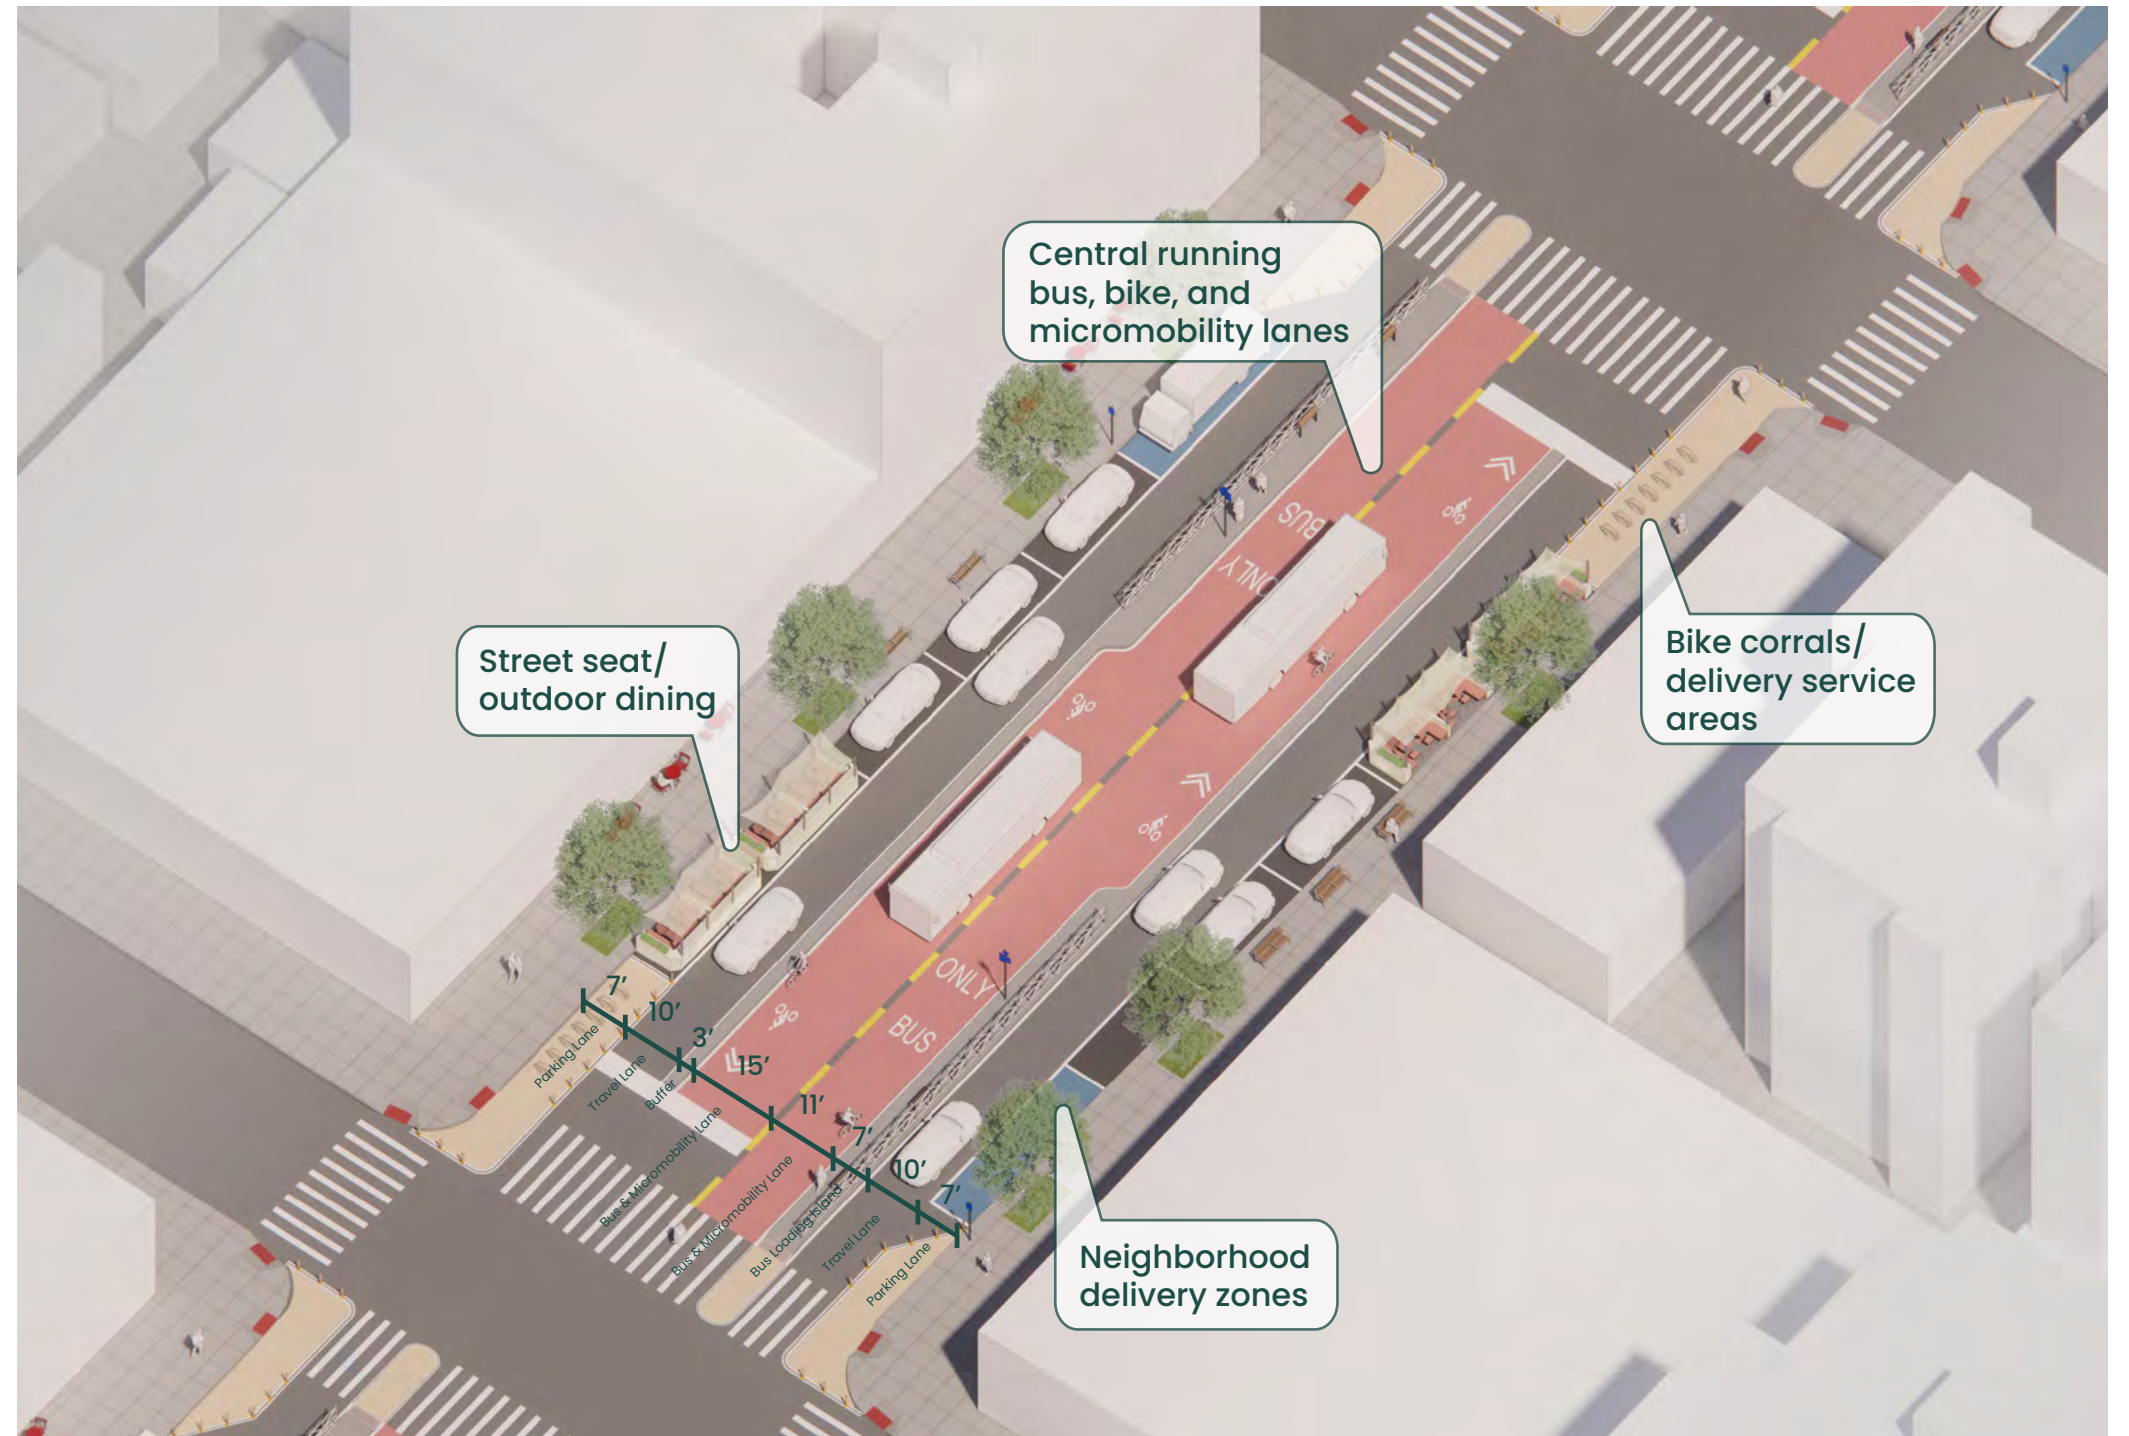 Central running
bus, bike, and
micromobility lanes
BUS
ONLY
Street seat/
outdoor dining
Bike corrals/
delivery service
areas
ONLY
BUS
7’
10’
3’
15’
11’
7’
10’
7’
Parking Lane
Travel Lane
Buffer
Bus & Micromobility Lane
Bus & Micromobility Lane
Bus Loading Island
Travel Lane
Parking Lane
Neighborhood
delivery zones